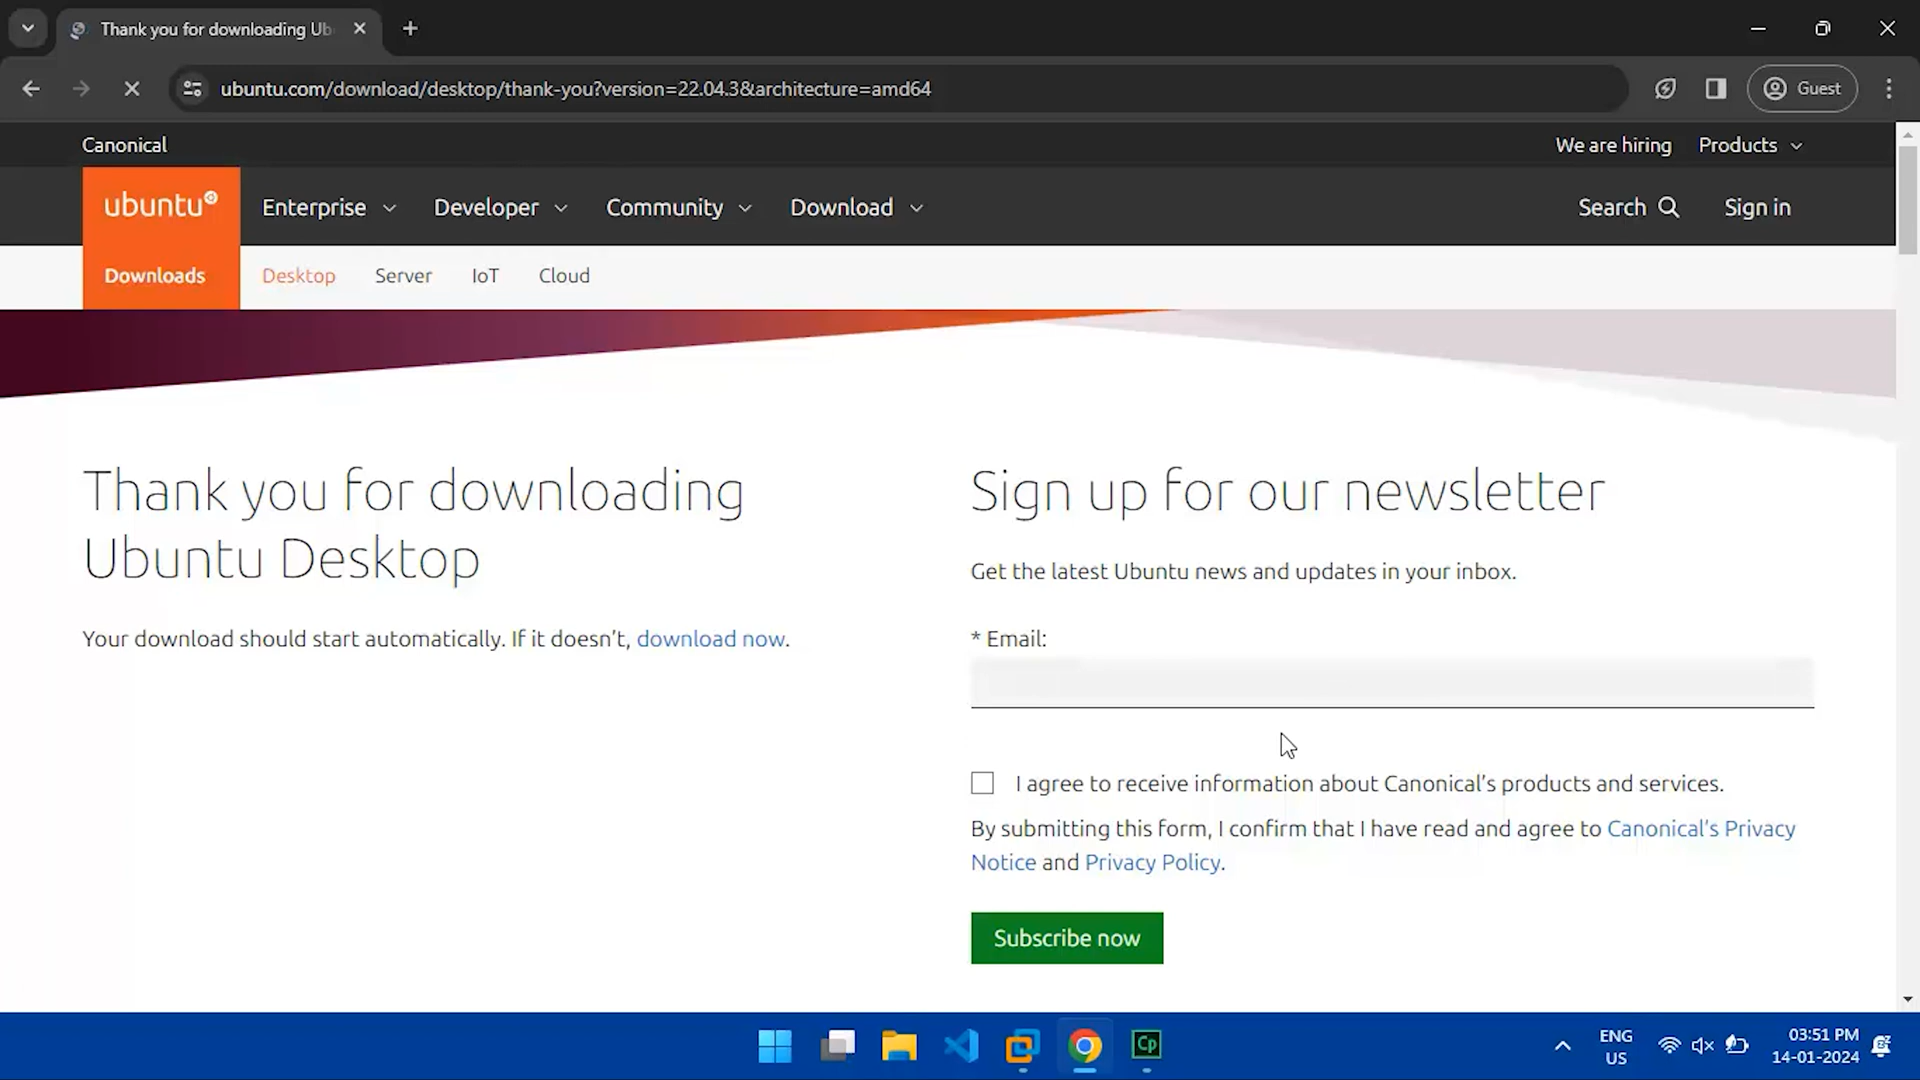 Thank you for downloading Ub
ubuntu.com/download/desktop/thank-you?version=22.04.3&architecture=amd64
Guest
Canonical
We are hiring
Products
ubuntu
Enterprise
Developer
Community
Download
Search
Sign in
Downloads
Desktop
Server
IoT
Cloud
Thank you for downloading
Ubuntu Desktop
Your download should start automatically. If it doesn’t, download now.
Sign up for our newsletter
Get the latest Ubuntu news and updates in your inbox.
* Email:
I agree to receive information about Canonical’s products and services.
By submitting this form, I confirm that I have read and agree to Canonical’s Privacy
Notice and Privacy Policy.
Subscribe now
Cp
ENG
US
03:51 PM
14-01-2024